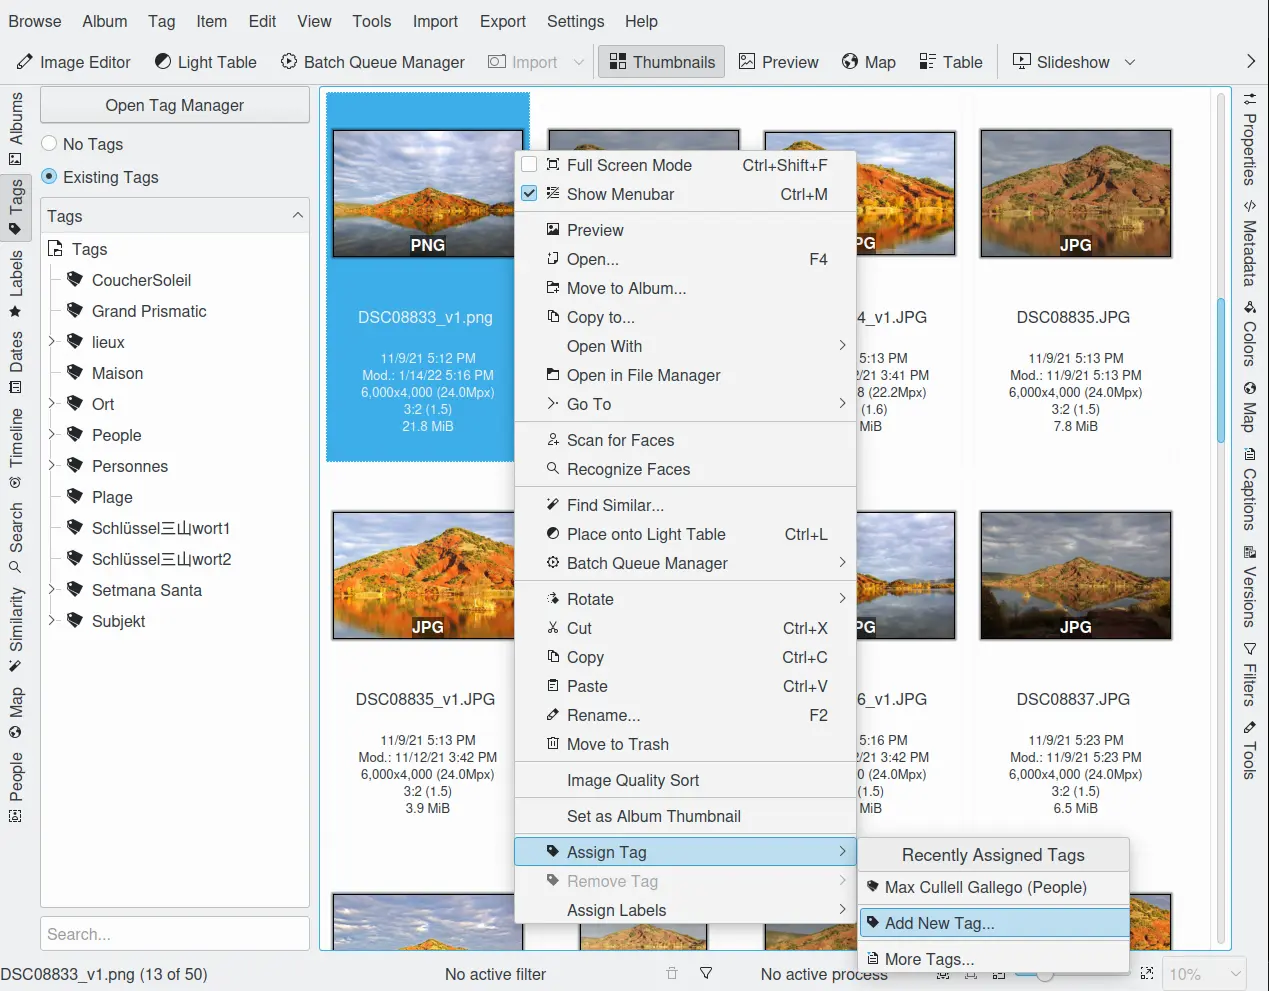 Browse Album Tag Item Edit View Tools Import Export Settings Help
Image Editor Light Table Batch Queue Manager Import Thumbnails Preview Map Table Slideshow
Albums
Tags
Labels
Dates
Timeline
Search
Similarity
Map
People
Open Tag Manager
No Tags
Existing Tags
Tags
Tags
CoucherSoleil
Grand Prismatic
lieux
Maison
Ort
People
Personnes
Plage
Schlüssel三山wort1
Schlüssel三山wort2
Setmana Santa
Subjekt
Search...
PNG
DSC08833_v1.png
11/9/21 5:12 PM
Mod.: 1/14/22 5:16 PM
6,000x4,000 (24.0Mpx)
3:2 (1.5)
21.8 MiB
PG
4_v1.JPG
5:13 PM
/21 3:41 PM
8 (22.2Mpx)
(1.6)
MiB
JPG
DSC08835.JPG
11/9/21 5:13 PM
Mod.: 11/9/21 5:13 PM
6,000x4,000 (24.0Mpx)
3:2 (1.5)
7.8 MiB
JPG
DSC08835_v1.JPG
11/9/21 5:13 PM
Mod.: 11/12/21 3:42 PM
6,000x4,000 (24.0Mpx)
3:2 (1.5)
3.9 MiB
PG
6_v1.JPG
5:16 PM
/21 3:42 PM
0 (24.0Mpx)
(1.5)
MiB
JPG
DSC08837.JPG
11/9/21 5:23 PM
Mod.: 11/9/21 5:23 PM
6,000x4,000 (24.0Mpx)
3:2 (1.5)
6.5 MiB
Full Screen Mode Ctrl+Shift+F
Show Menubar Ctrl+M
Preview
Open... F4
Move to Album...
Copy to...
Open With
Open in File Manager
Go To
Scan for Faces
Recognize Faces
Find Similar...
Place onto Light Table Ctrl+L
Batch Queue Manager
Rotate
Cut Ctrl+X
Copy Ctrl+C
Paste Ctrl+V
Rename... F2
Move to Trash
Image Quality Sort
Set as Album Thumbnail
Assign Tag
Remove Tag
Assign Labels
Recently Assigned Tags
Max Cullell Gallego (People)
Add New Tag...
More Tags...
Properties
Metadata
Colors
Map
Captions
Versions
Filters
Tools
DSC08833_v1.png (13 of 50) No active filter No active process 10%